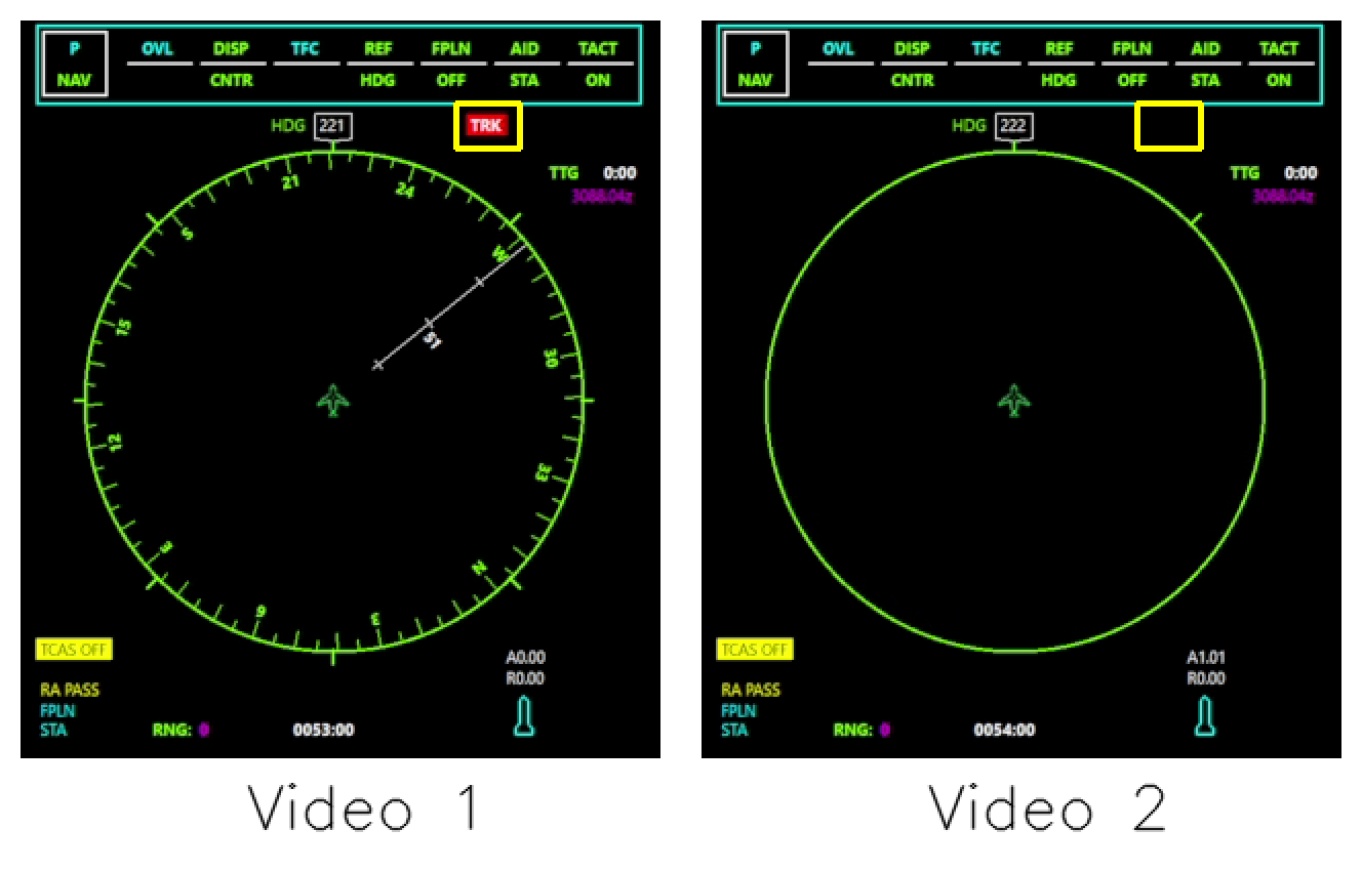 P OVL DISP TFC REF FPLN AID TACT
NAV CNTR HDG OFF STA ON
HDG 221 TRK
TTG 0:00
3088.04z
21 24
S W
15 S1
30
12 33
E N
6 3
TCAS OFF
A0.00
R0.00
RA PASS
FPLN
STA RNG: 0 0053:00
Video 1
P OVL DISP TFC REF FPLN AID TACT
NAV CNTR HDG OFF STA ON
HDG 222
TTG 0:00
3088.04z
TCAS OFF
A1.01
R0.00
RA PASS
FPLN
STA RNG: 0 0054:00
Video 2